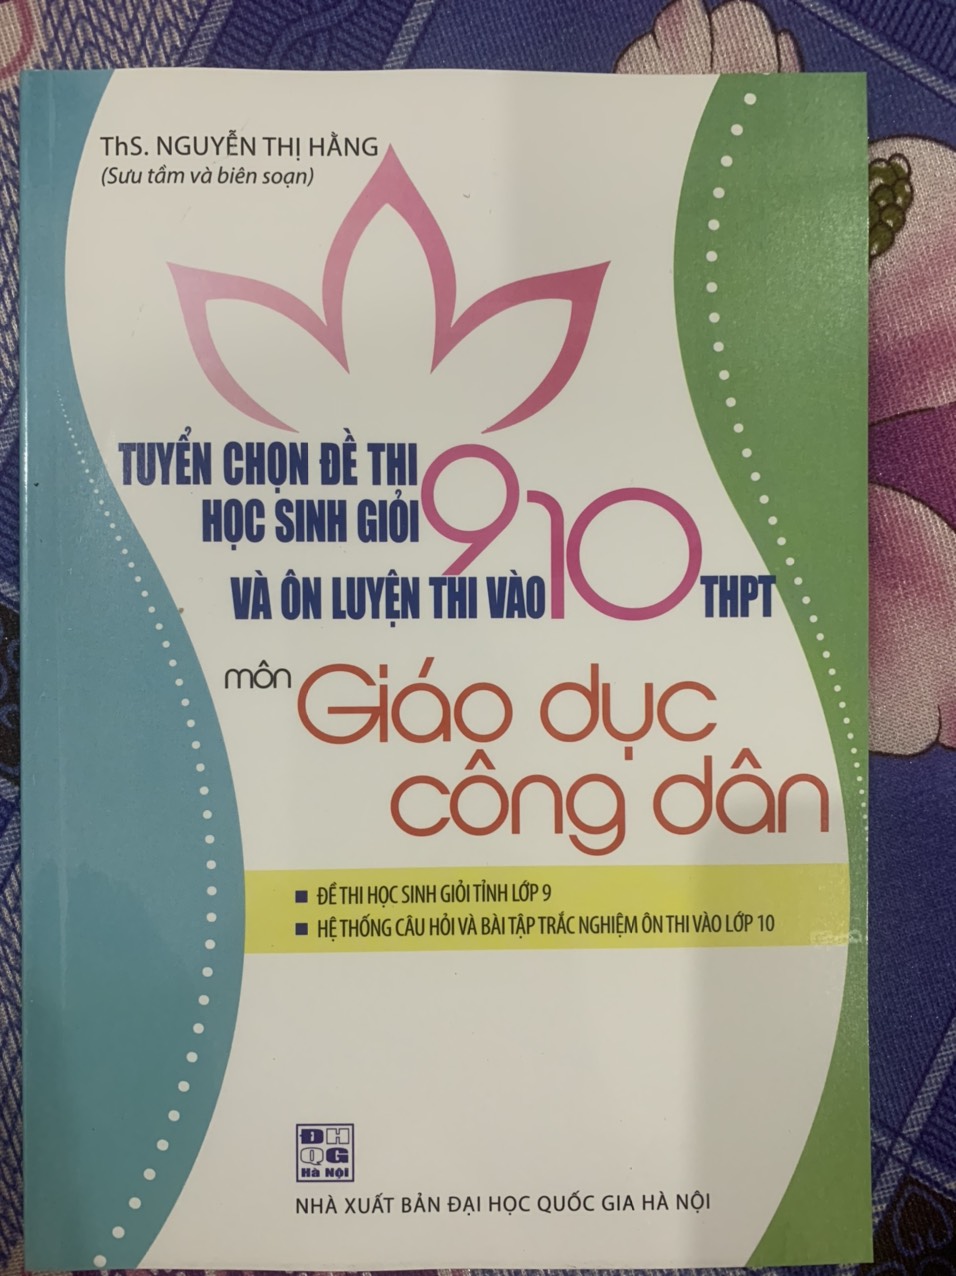 ThS. NGUYỄN THỊ HẰNG
(Sưu tầm và biên soạn)
TUYỂN CHỌN ĐỀ THI
HỌC SINH GIỎI 9
VÀ ÔN LUYỆN THI VÀO 10 THPT
môn Giáo dục
công dân
ĐỀ THI HỌC SINH GIỎI TỈNH LỚP 9
HỆ THỐNG CÂU HỎI VÀ BÀI TẬP TRẮC NGHIỆM ÔN THI VÀO LỚP 10
ĐH
QG
Hà Nội
NHÀ XUẤT BẢN ĐẠI HỌC QUỐC GIA HÀ NỘI